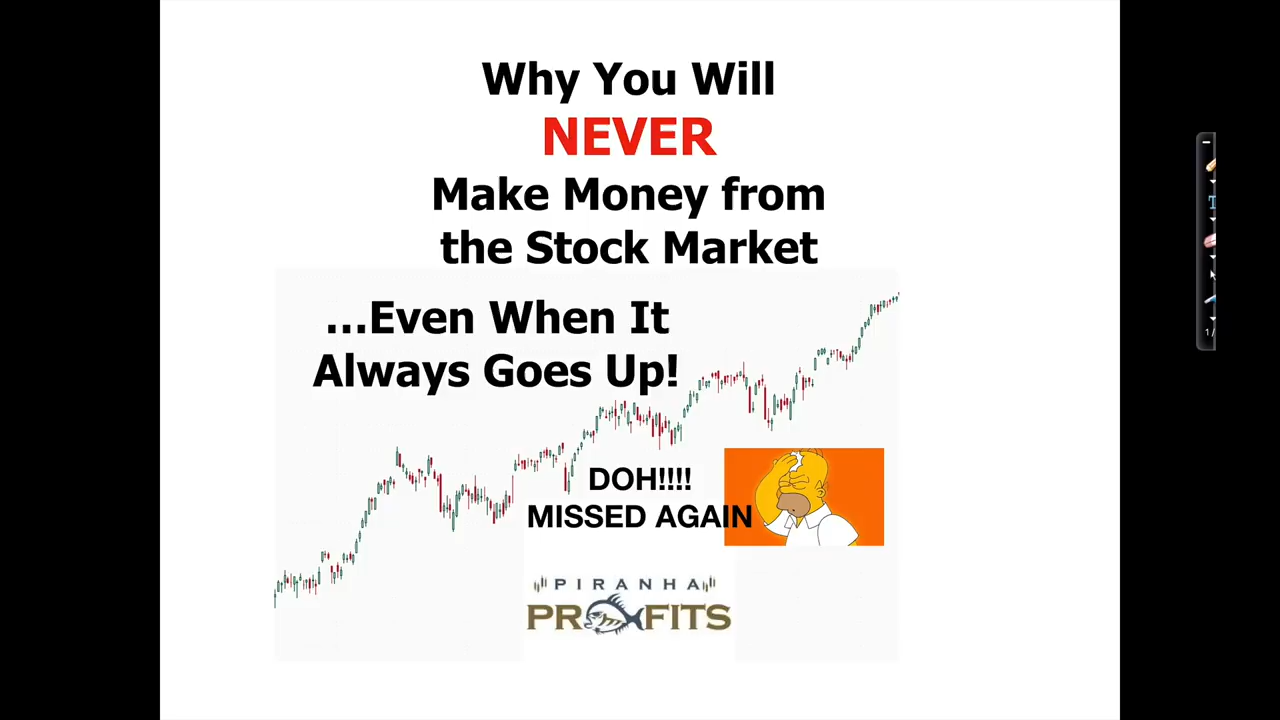 Why You Will
NEVER
Make Money from
the Stock Market
...Even When It
Always Goes Up!
DOH!!!!
MISSED AGAIN
PIRANHA
PROFITS
T
1/